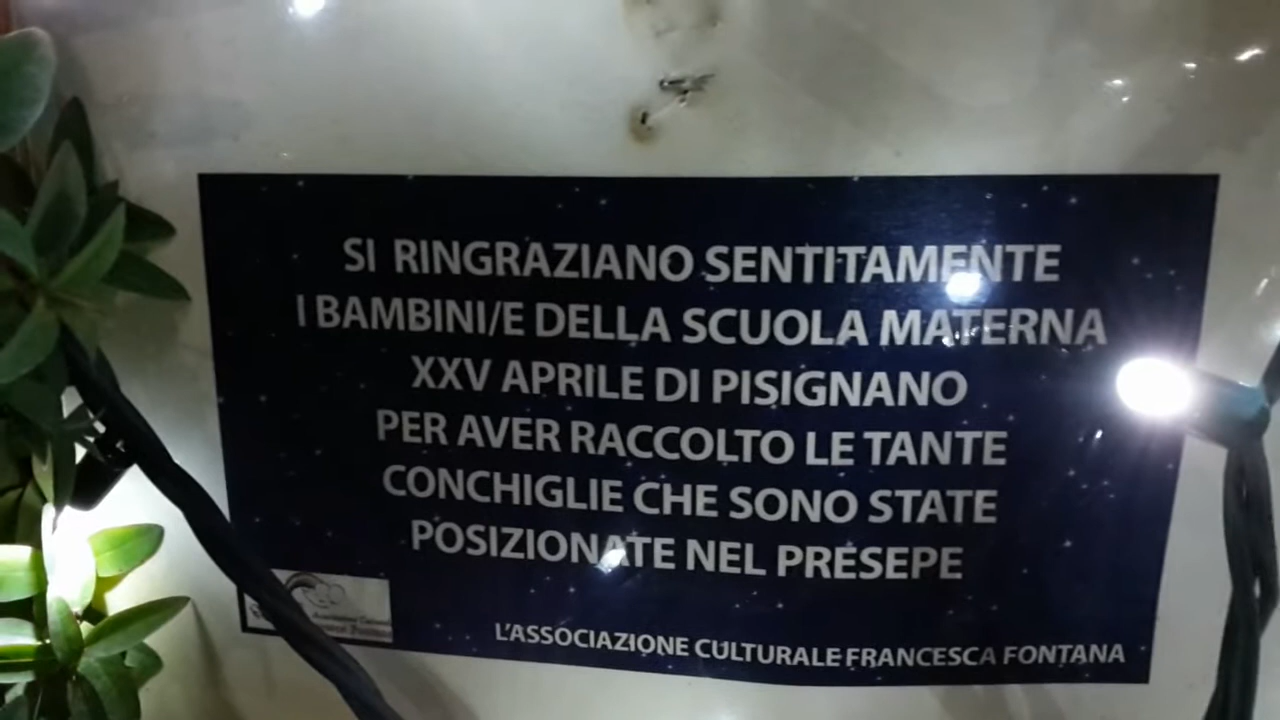 SI RINGRAZIANO SENTITAMENTE
I BAMBINI/E DELLA SCUOLA MATERNA
XXV APRILE DI PISIGNANO
PER AVER RACCOLTO LE TANTE
CONCHIGLIE CHE SONO STATE
POSIZIONATE NEL PRESEPE
L'ASSOCIAZIONE CULTURALE FRANCESCA FONTANA